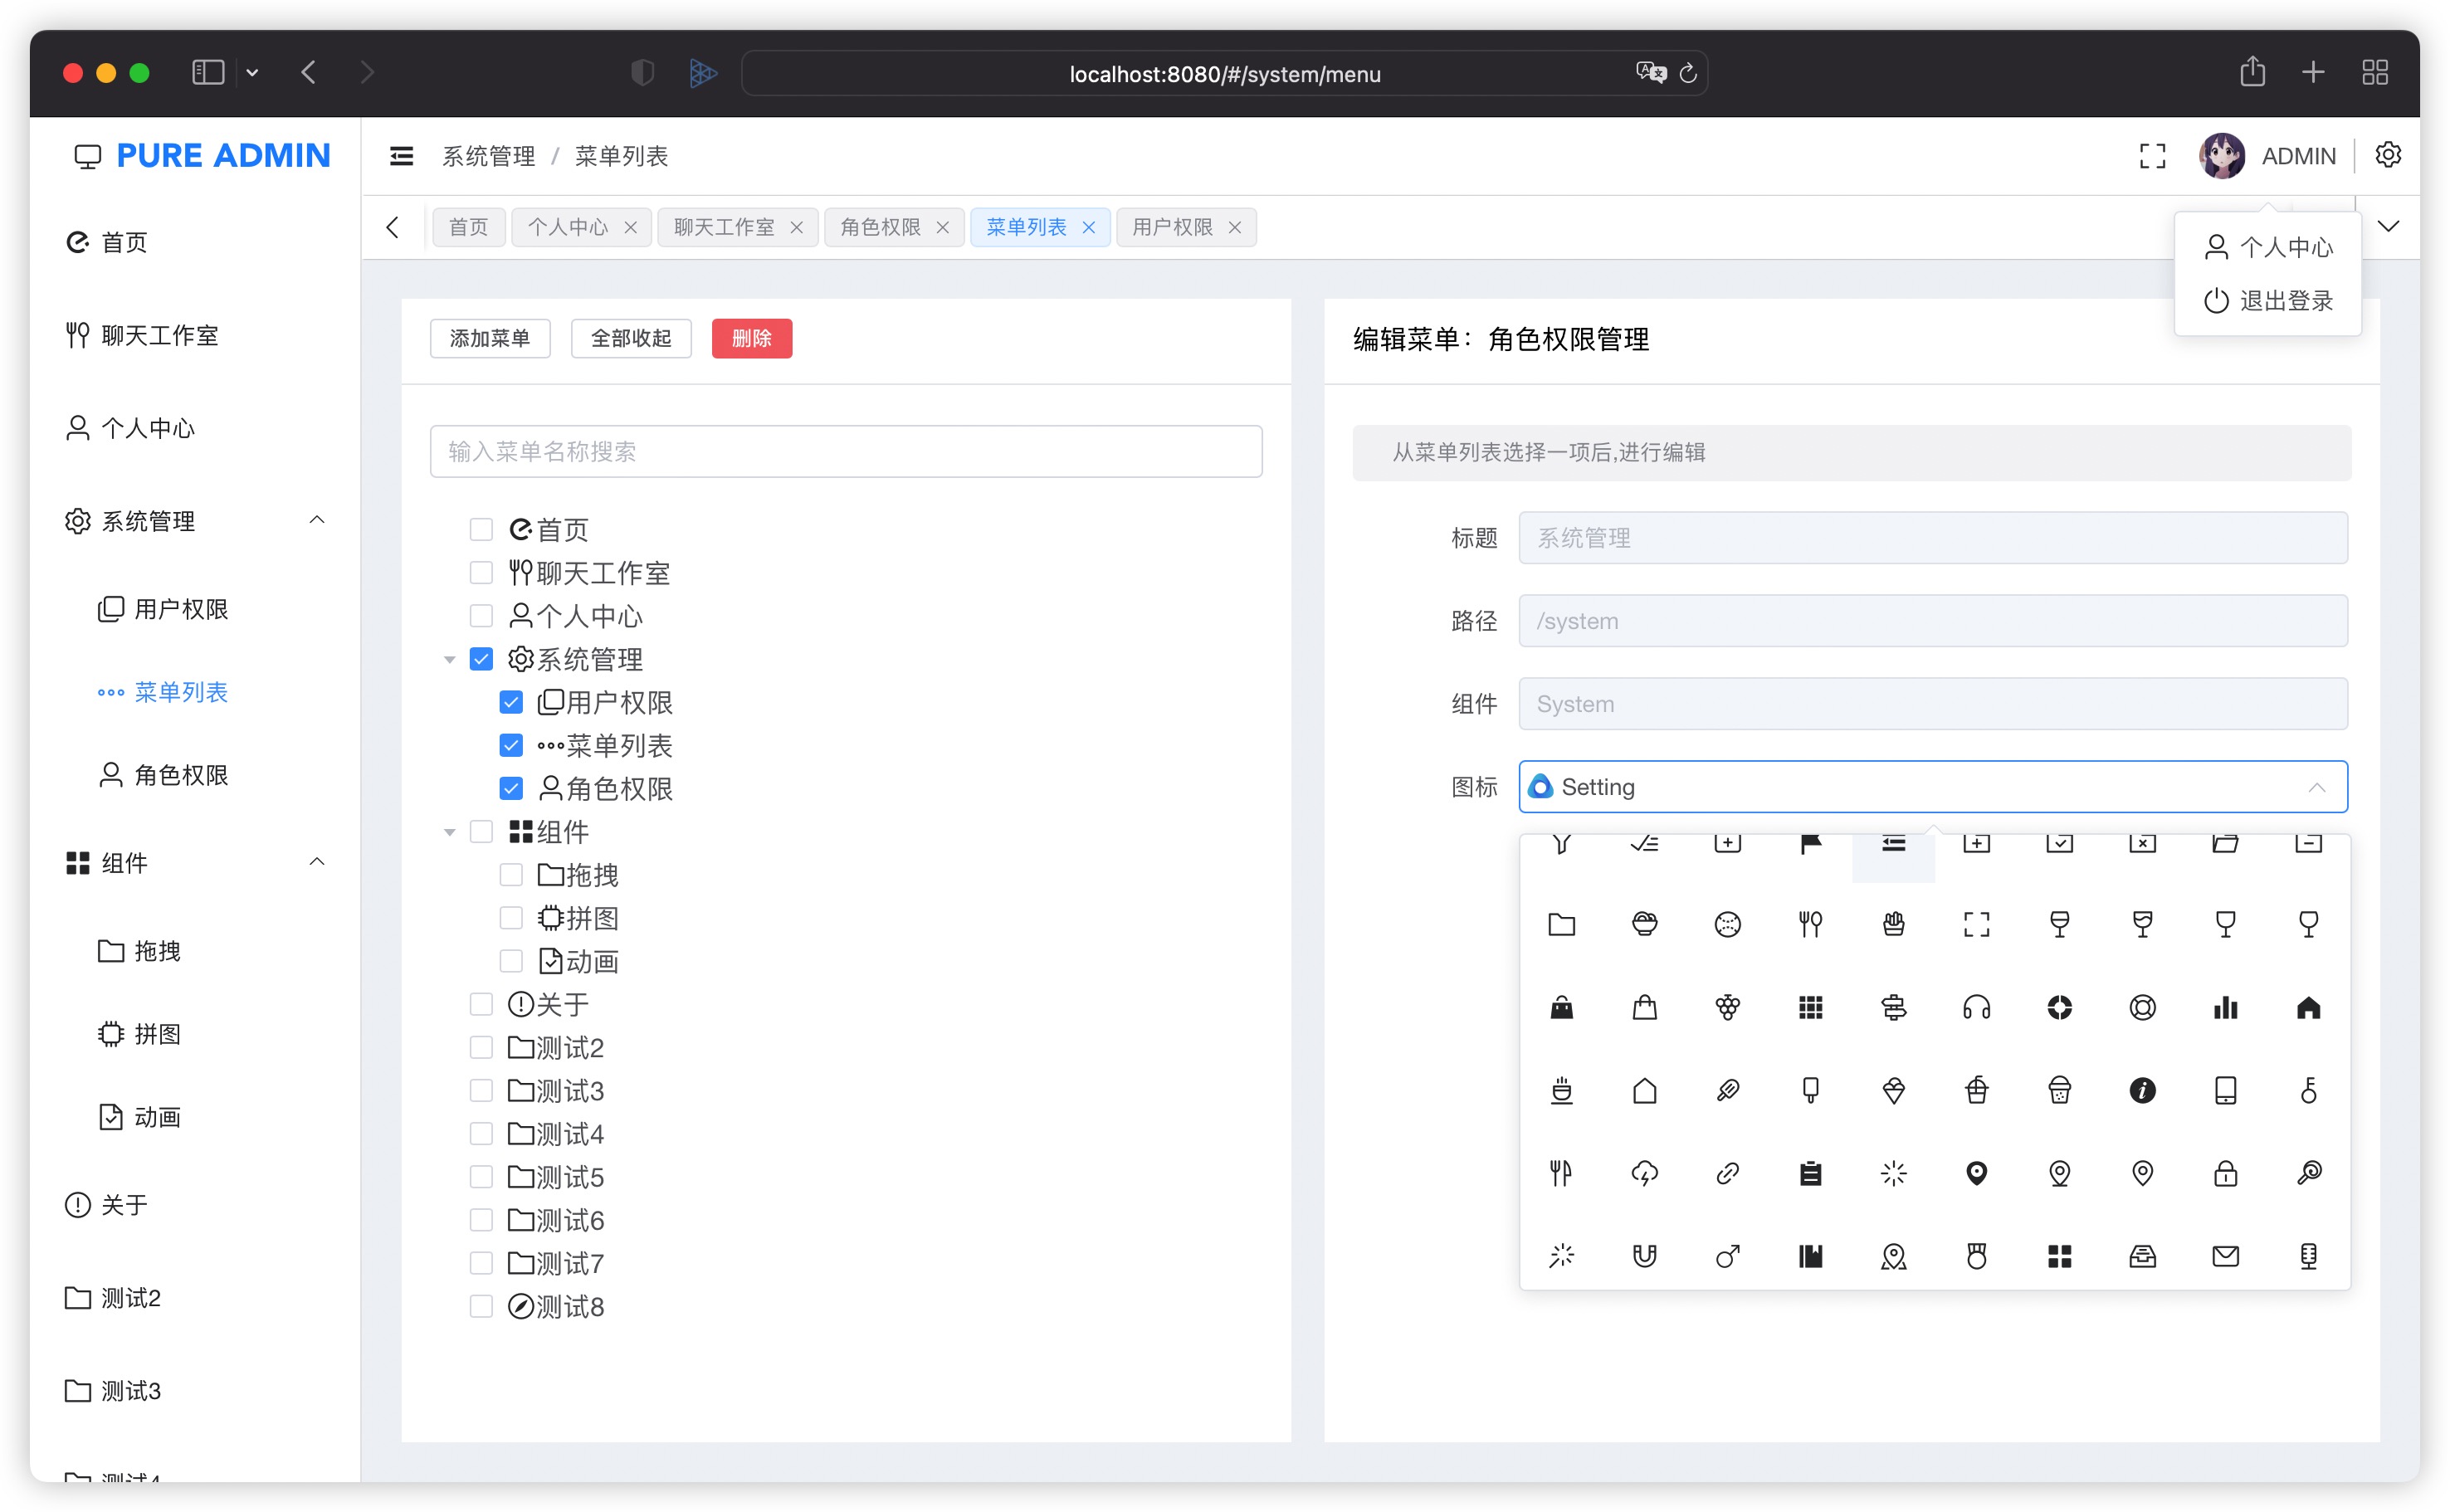 localhost:8080/#/system/menu
PURE ADMIN
系统管理 / 菜单列表
ADMIN
首页
个人中心
聊天工作室
角色权限
菜单列表
用户权限
个人中心
退出登录
首页
聊天工作室
个人中心
系统管理
用户权限
菜单列表
角色权限
组件
拖拽
拼图
动画
关于
测试2
测试3
测试4
添加菜单
全部收起
删除
输入菜单名称搜索
首页
聊天工作室
个人中心
系统管理
用户权限
菜单列表
角色权限
组件
拖拽
拼图
动画
关于
测试2
测试3
测试4
测试5
测试6
测试7
测试8
编辑菜单：角色权限管理
从菜单列表选择一项后,进行编辑
标题 系统管理
路径 /system
组件 System
图标 Setting